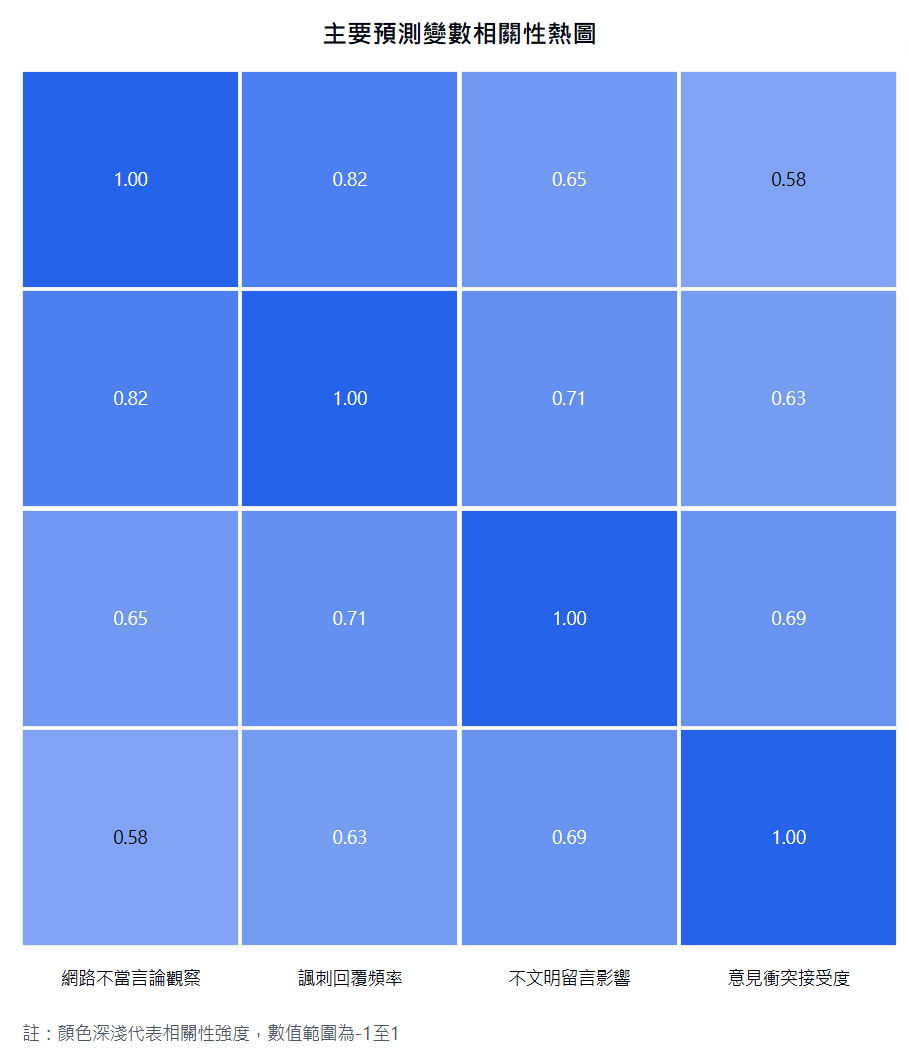 主要預測變數相關性熱圖
1.00 0.82 0.65 0.58
0.82 1.00 0.71 0.63
0.65 0.71 1.00 0.69
0.58 0.63 0.69 1.00
網路不當言論觀察 諷刺回覆頻率 不文明留言影響 意見衝突接受度
註：顏色深淺代表相關性強度，數值範圍為-1至1